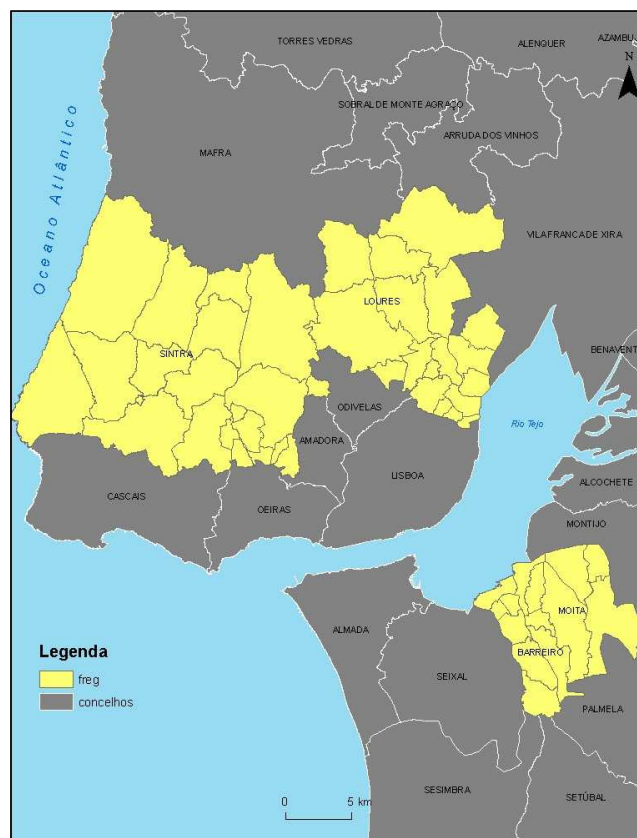 TORRES VEDRAS
ALENQUER
AZAMBU
N
SOBRAL DE MONTE AGRAÇO
ARRUDA DOS VINHOS
MAFRA
Oceano Atlântico
VILA FRANCA DE XIRA
LOURES
SINTRA
BENAVENT
ODIVELAS
AMADORA
Rio Tejo
LISBOA
CASCAIS
OEIRAS
ALCOCHETE
MONTIJO
MOITA
ALMADA
BARREIRO
SEIXAL
PALMELA
Legenda
freg
concelhos
SESIMBRA
SETÚBAL
0 5 km